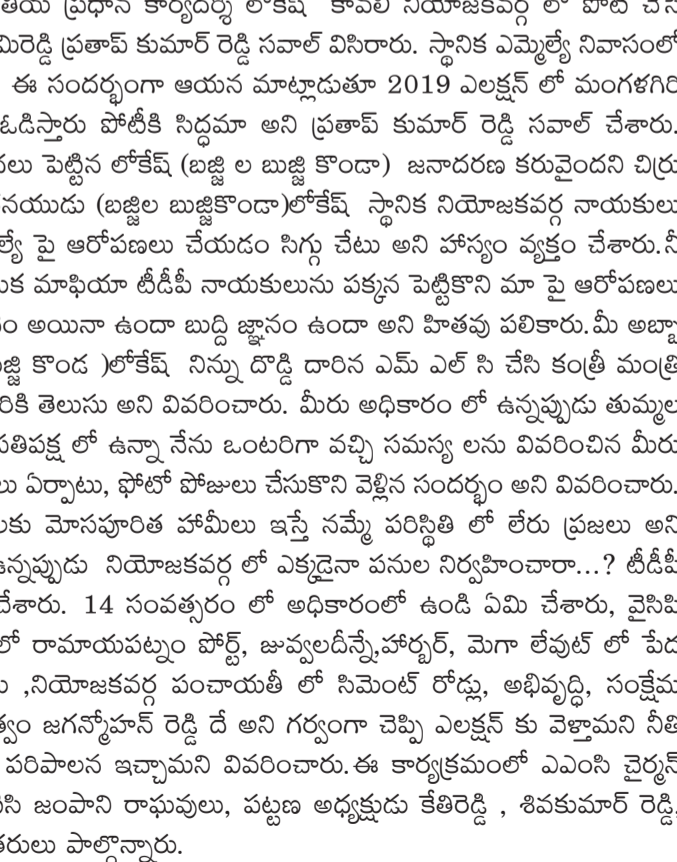 తీయ ప్రధాన కార్యదర్శి లోకేష్ కావలి నియోజకవర్గ లో పోటీ చేసి
మిరెడ్డి ప్రతాప్ కుమార్ రెడ్డి సవాల్ విసిరారు. స్థానిక ఎమ్మెల్యే నివాసంలో
ఈ సందర్భంగా ఆయన మాట్లాడుతూ 2019 ఎలక్షన్ లో మంగళగిరి
ఓడిస్తారు పోటీకి సిద్ధమా అని ప్రతాప్ కుమార్ రెడ్డి సవాల్ చేశారు.
పెట్టిన లోకేష్ (బజ్జి ల బుజ్జి కొండా) జనాదరణ కరువైందని చిర్రు
నయుడు (బజ్జిల బుజ్జికొండా)లోకేష్ స్థానిక నియోజకవర్గ నాయకులు
ల్యే పై ఆరోపణలు చేయడం సిగ్గు చేటు అని హాస్యం వ్యక్తం చేశారు.నీ
మాఫియా టీడీపీ నాయకులును పక్కన పెట్టికొని మా పై ఆరోపణలు
అయినా ఉందా బుద్ది జ్ఞానం ఉందా అని హితవు పలికారు.మీ అబ్బా
జ్జి కొండ )లోకేష్ నిన్ను దొడ్డి దారిన ఎమ్ ఎల్ సి చేసి కంత్రీ మంత్రి
రికి తెలుసు అని వివరించారు. మీరు అధికారం లో ఉన్నప్పుడు తుమ్మల
పతిపక్ష లో ఉన్నా నేను ఒంటరిగా వచ్చి సమస్య లను వివరించిన మీరు
లు ఏర్పాటు, ఫోటో పోజులు చేసుకొని వెళ్లిన సందర్భం అని వివరించారు.
లకు మోసపూరిత హామీలు ఇస్తే నమ్మే పరిస్థితి లో లేరు ప్రజలు అని
ఉన్నప్పుడు నియోజకవర్గ లో ఎక్కడైనా పనుల నిర్వహించారా...? టీడీపీ
చేశారు. 14 సంవత్సరం లో అధికారంలో ఉండి ఏమి చేశారు, వైసిపి
లో రామాయపట్నం పోర్ట్, జువ్వలదీన్నే,హార్బర్, మెగా లేవుట్ లో పేద
,నియోజకవర్గ పంచాయతీ లో సిమెంట్ రోడ్లు, అభివృద్ధి, సంక్షేమ
త్వం జగన్మోహన్ రెడ్డి దే అని గర్వంగా చెప్పి ఎలక్షన్ కు వెళ్తామని నీతి
పరిపాలన ఇచ్చామని వివరించారు.ఈ కార్యక్రమంలో ఎఎంసి చైర్మన్
సి జంపాని రాఘవులు, పట్టణ అధ్యక్షుడు కేతిరెడ్డి , శివకుమార్ రెడ్డి,
తరులు పాల్గొన్నారు.